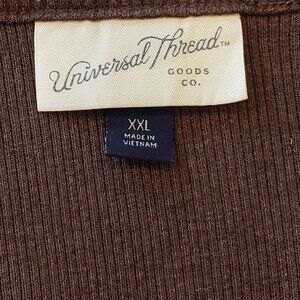 Universal Thread™
GOODS
CO.
XXL
MADE IN
VIETNAM